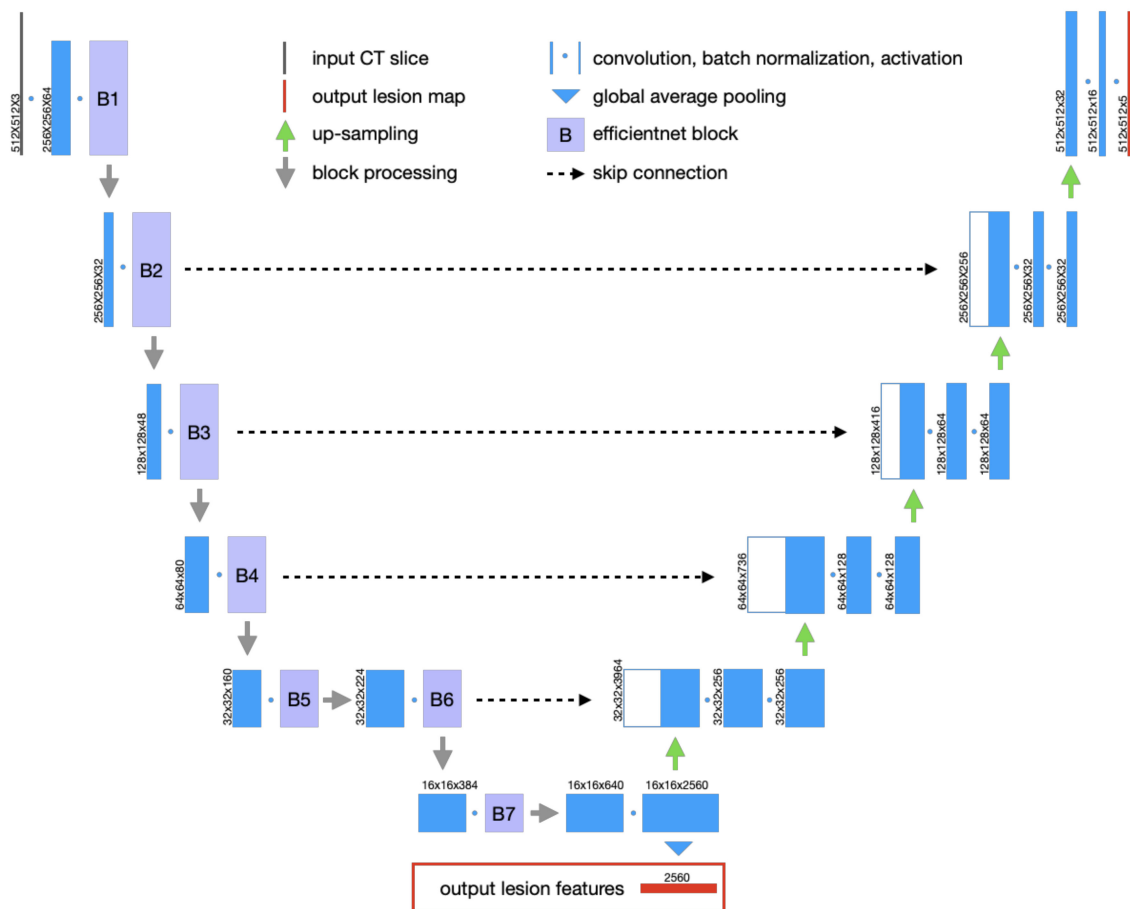 input CT slice
output lesion map
up-sampling
block processing
convolution, batch normalization, activation
global average pooling
B
efficientnet block
skip connection
512X512X3
256X256X64
B1
512x512x32
512x512x16
512x512x5
256X256X32
B2
256X256X256
256X256X32
256X256X32
128x128x48
B3
128x128x416
128x128x64
128x128x64
64x64x80
B4
64x64x736
64x64x128
64x64x128
32x32x160
B5
32x32x224
B6
32x32x3964
32x32x256
32x32x256
16x16x384
B7
16x16x640
16x16x2560
output lesion features
2560